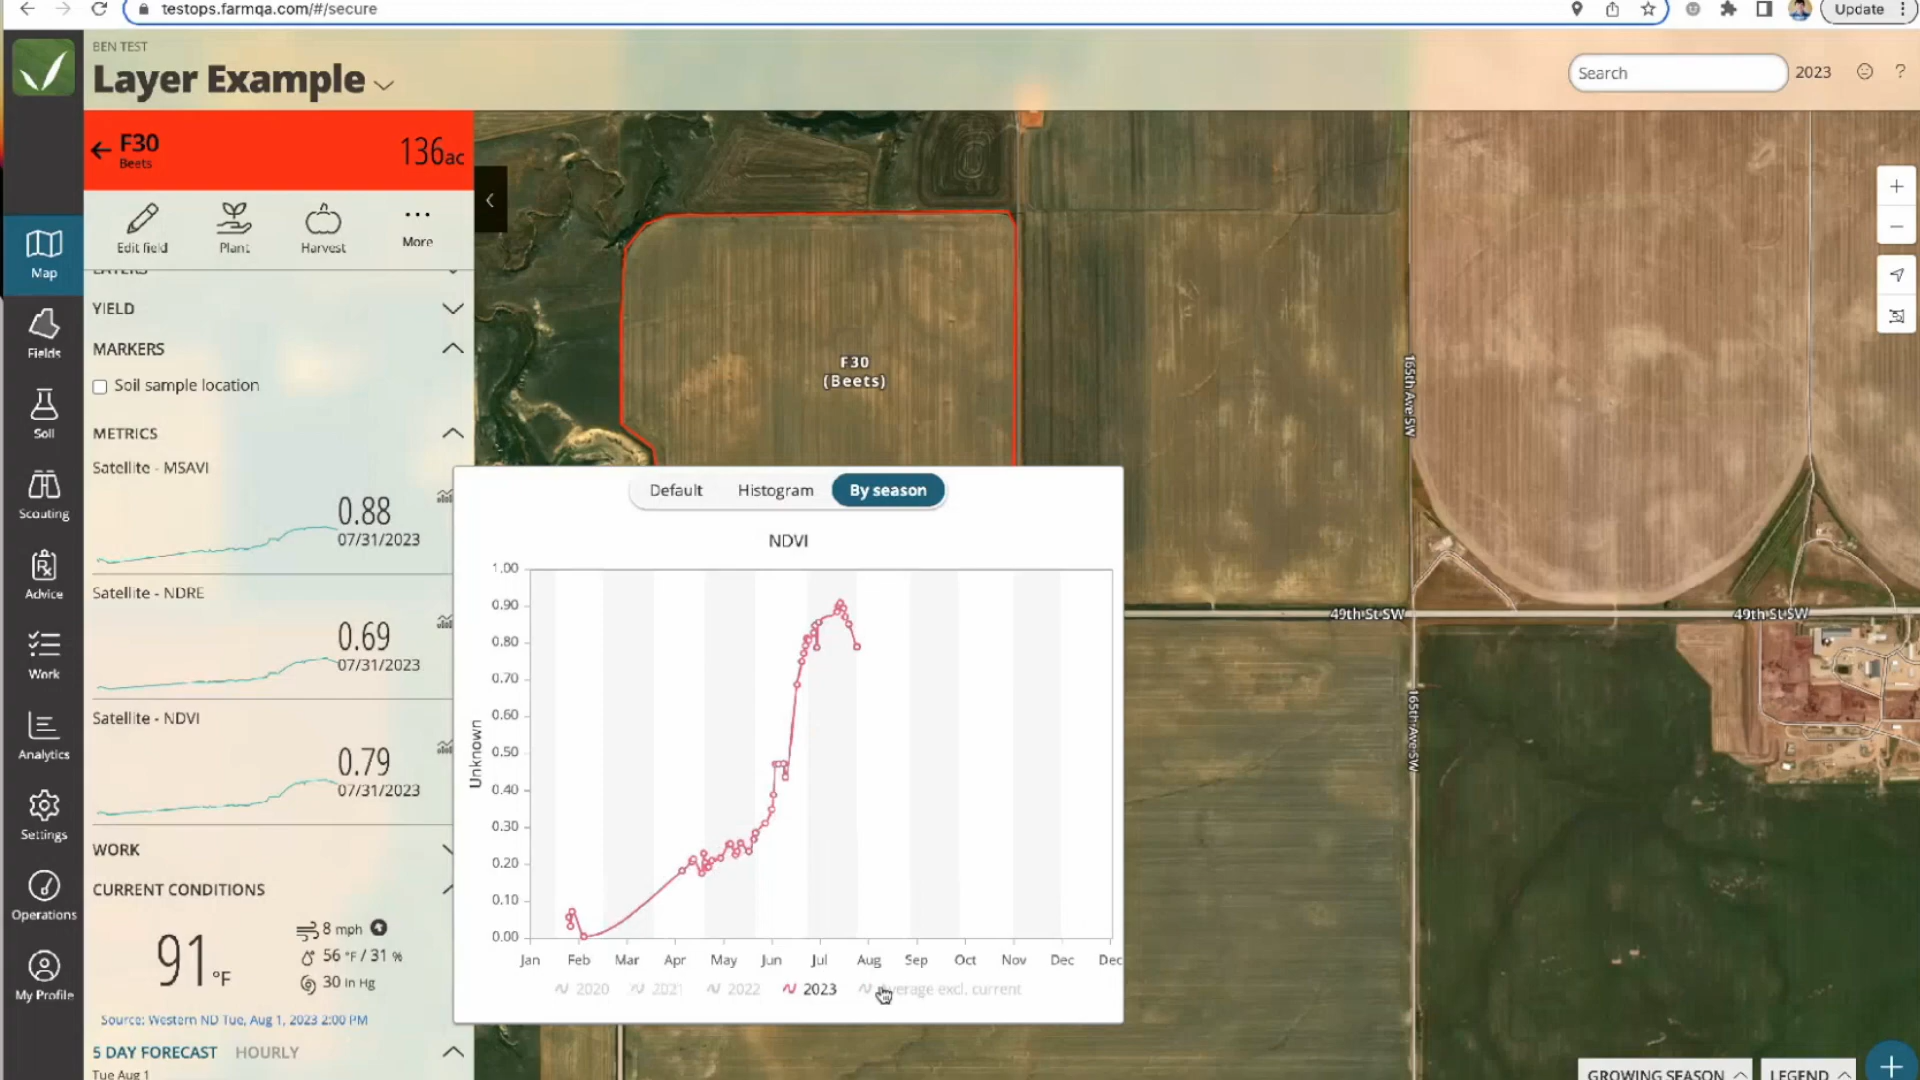 testops.farmqa.com/#/secure
Update
BEN TEST
Layer Example
Search
2023
?
F30
Beets
136ac
Edit field
Plant
Harvest
More
Map
Fields
Soil
Scouting
Advice
Work
Analytics
Settings
Operations
My Profile
LAYERS
YIELD
MARKERS
Soil sample location
METRICS
Satellite - MSAVI
0.88
07/31/2023
Satellite - NDRE
0.69
07/31/2023
Satellite - NDVI
0.79
07/31/2023
WORK
CURRENT CONDITIONS
91°F
8 mph
56 °F / 31 %
30 in Hg
Source: Western ND Tue, Aug 1, 2023 2:00 PM
5 DAY FORECAST HOURLY
Tue Aug 1
F30
(Beets)
165th Ave SW
49th St SW
49th St SW
165th Ave SW
Default Histogram By season
NDVI
Unknown
1.00
0.90
0.80
0.70
0.60
0.50
0.40
0.30
0.20
0.10
0.00
Jan Feb Mar Apr May Jun Jul Aug Sep Oct Nov Dec Dec
2020 2021 2022 2023 average excl. current
GROWING SEASON
LEGEND